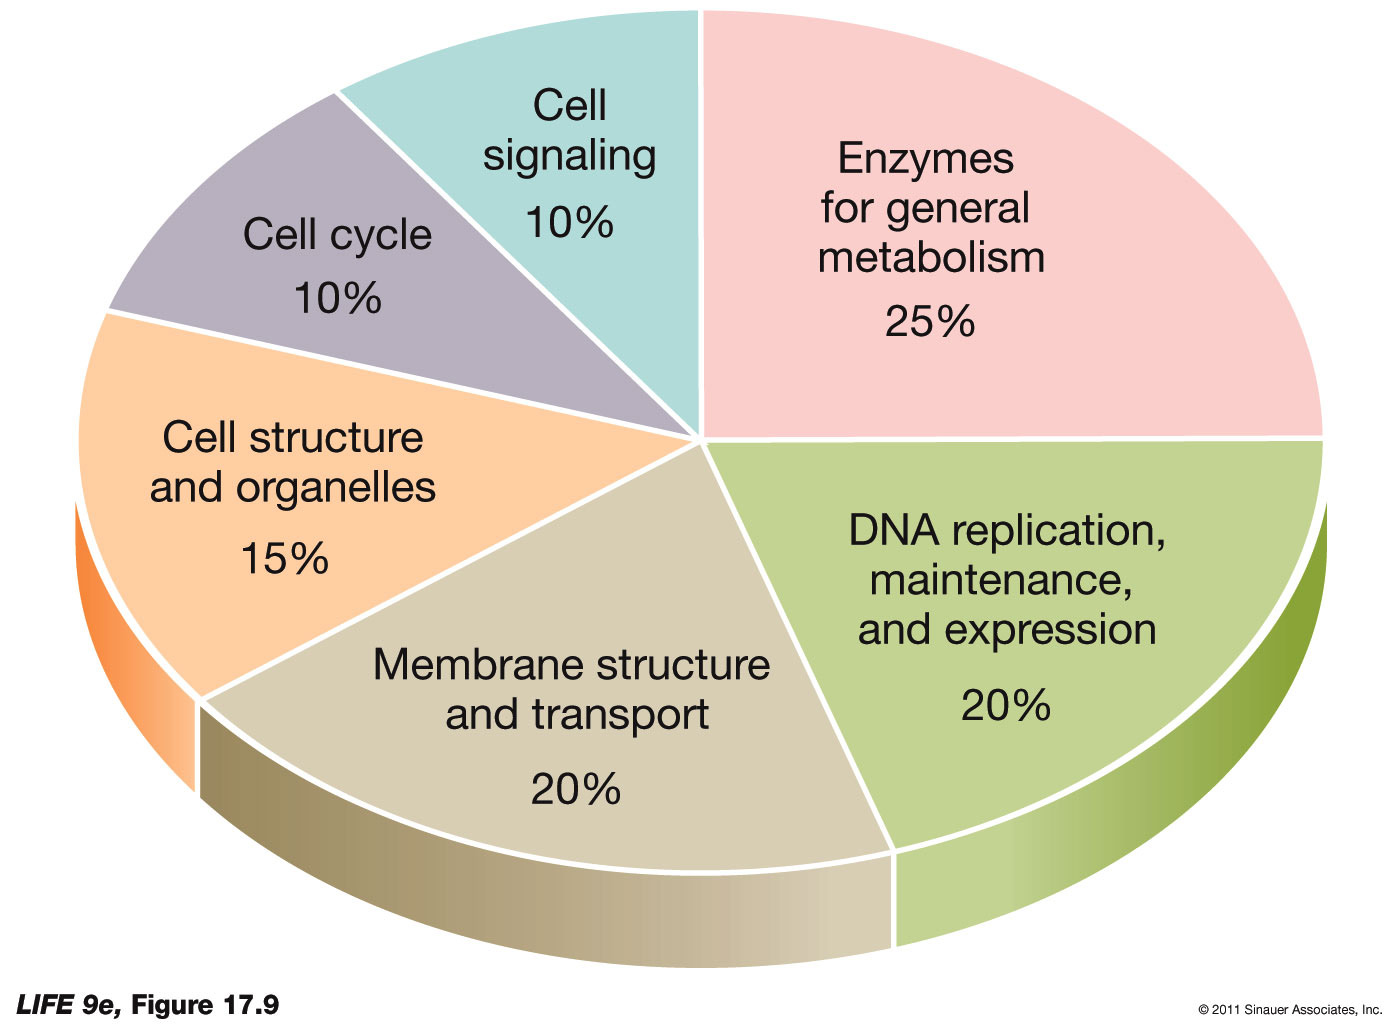 Cell
signaling
10%
Enzymes
for general
metabolism
25%
Cell cycle
10%
Cell structure
and organelles
15%
DNA replication,
maintenance,
and expression
20%
Membrane structure
and transport
20%
LIFE 9e, Figure 17.9
© 2011 Sinauer Associates, Inc.